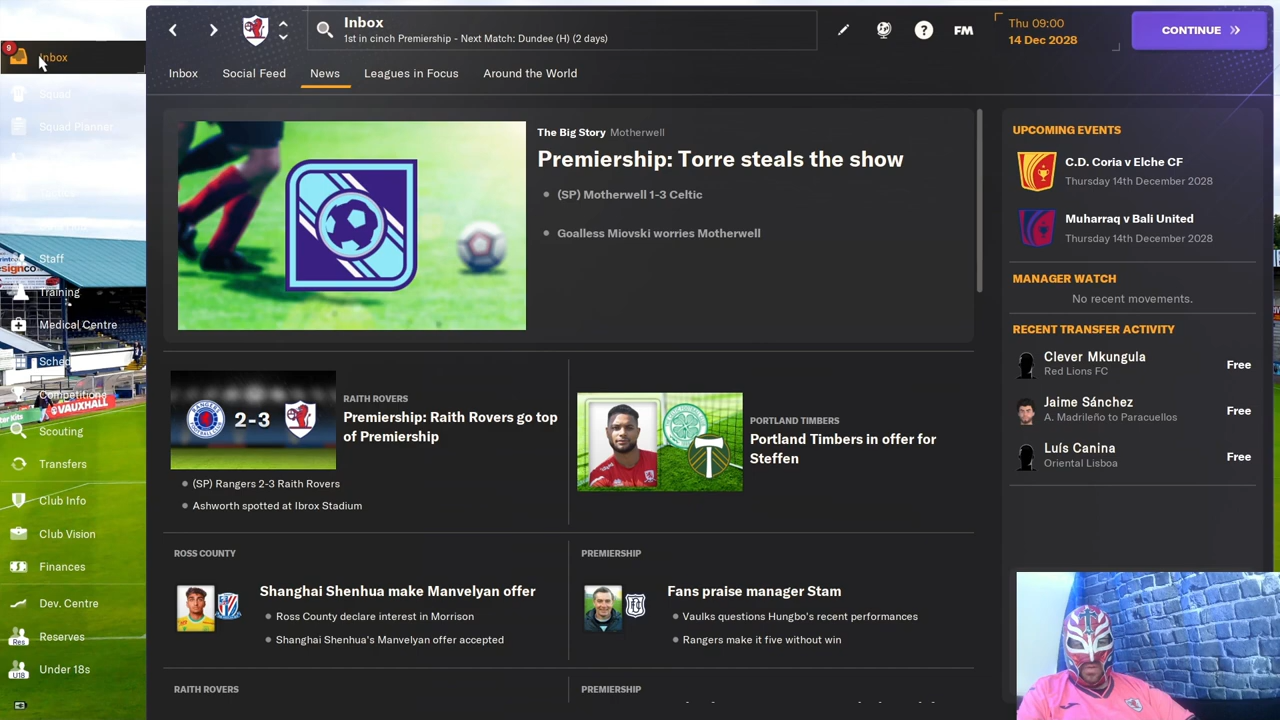 Inbox
1st in cinch Premiership - Next Match: Dundee (H) (2 days)
FM
Thu 09:00
14 Dec 2028
CONTINUE
9
Inbox
Squad
Squad Planner
Staff
Training
Medical Centre
Sched
Competitions
Scouting
Transfers
Club Info
Club Vision
Finances
Dev. Centre
Reserves
Under 18s
Inbox
Social Feed
News
Leagues in Focus
Around the World
The Big Story Motherwell
Premiership: Torre steals the show
(SP) Motherwell 1-3 Celtic
Goalless Miovski worries Motherwell
2-3
RAITH ROVERS
Premiership: Raith Rovers go top
of Premiership
(SP) Rangers 2-3 Raith Rovers
Ashworth spotted at Ibrox Stadium
PORTLAND TIMBERS
Portland Timbers in offer for
Steffen
ROSS COUNTY
Shanghai Shenhua make Manvelyan offer
Ross County declare interest in Morrison
Shanghai Shenhua's Manvelyan offer accepted
PREMIERSHIP
Fans praise manager Stam
Vaulks questions Hungbo's recent performances
Rangers make it five without win
RAITH ROVERS
PREMIERSHIP
UPCOMING EVENTS
C.D. Coria v Elche CF
Thursday 14th December 2028
Muharraq v Bali United
Thursday 14th December 2028
MANAGER WATCH
No recent movements.
RECENT TRANSFER ACTIVITY
Clever Mkungula
Red Lions FC
Free
Jaime Sánchez
A. Madrileño to Paracuellos
Free
Luís Canina
Oriental Lisboa
Free
VAUXHALL